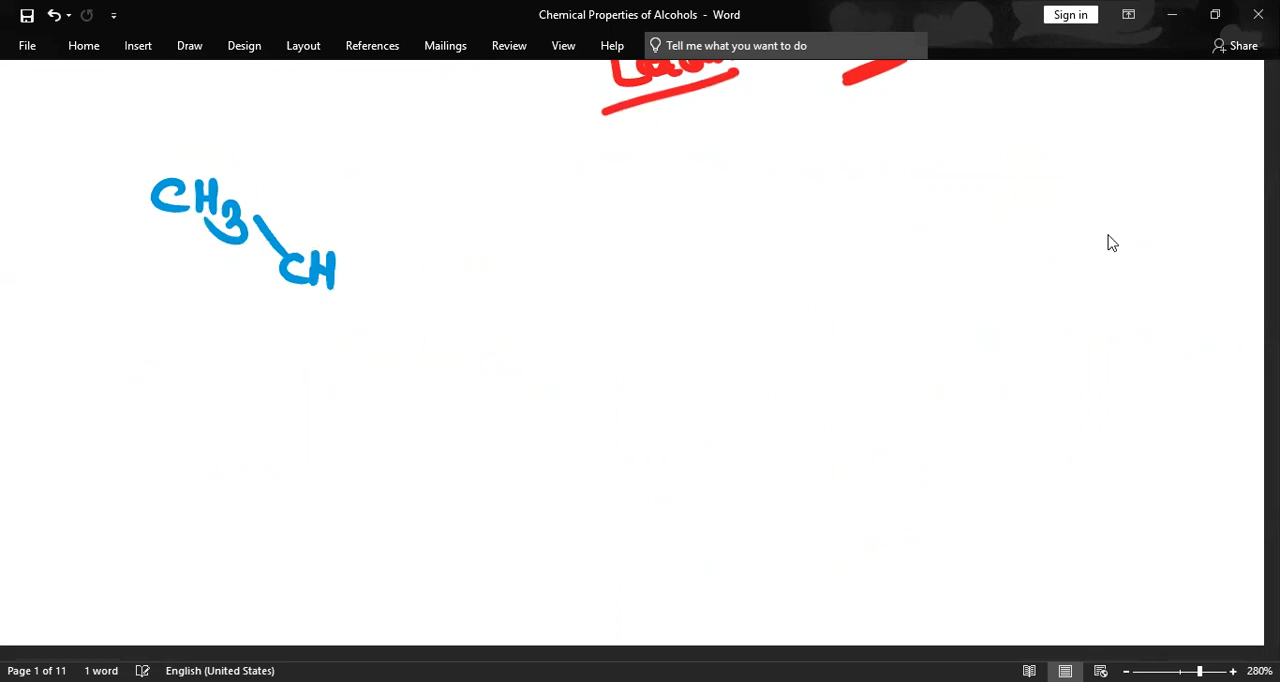 Chemical Properties of Alcohols - Word
Sign in
File Home Insert Draw Design Layout References Mailings Review View Help Tell me what you want to do Share
CH3
CH
Page 1 of 11 1 word English (United States) 280%